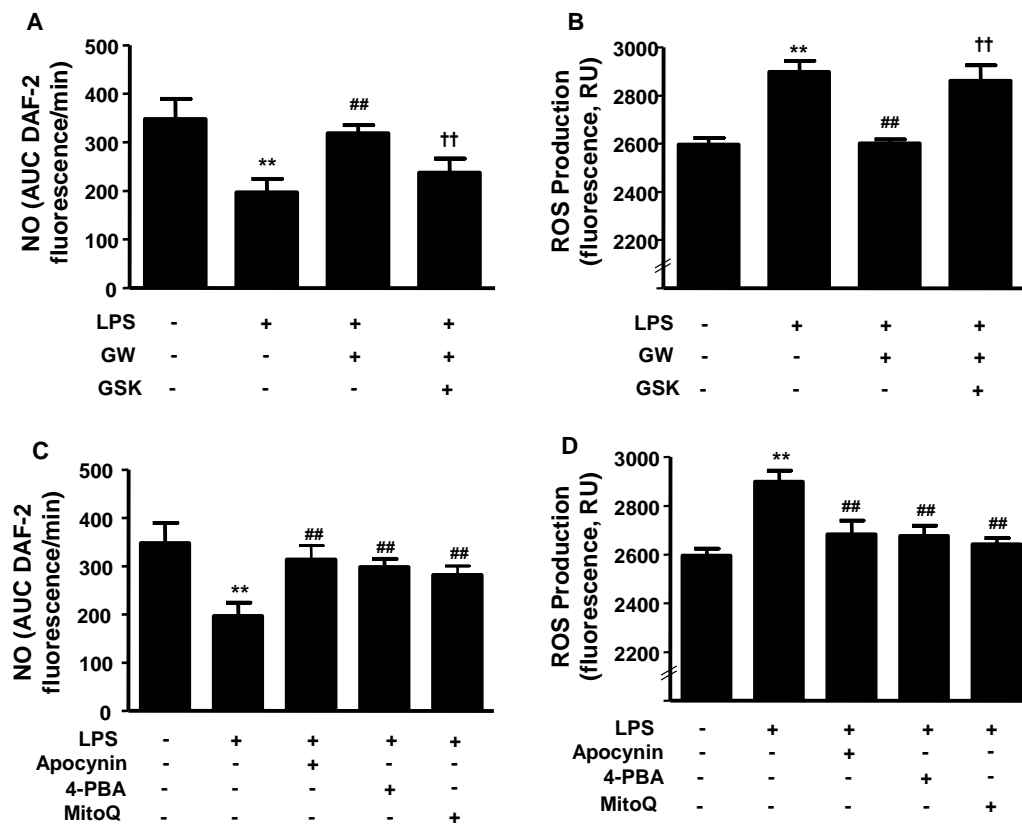 A
NO (AUC DAF-2
fluorescence/min)
500
400
300
200
100
0
**
##
††
LPS - + + +
GW - - + +
GSK - - - +
B
ROS Production
(fluorescence, RU)
3000
2800
2600
2400
2200
**
##
††
LPS - + + +
GW - - + +
GSK - - - +
C
NO (AUC DAF-2
fluorescence/min)
500
400
300
200
100
0
**
##
##
##
LPS - + + + +
Apocynin - - + - -
4-PBA - - - + -
MitoQ - - - - +
D
ROS Production
(fluorescence, RU)
3000
2800
2600
2400
2200
**
##
##
##
LPS - + + + +
Apocynin - - + - -
4-PBA - - - + -
MitoQ - - - - +